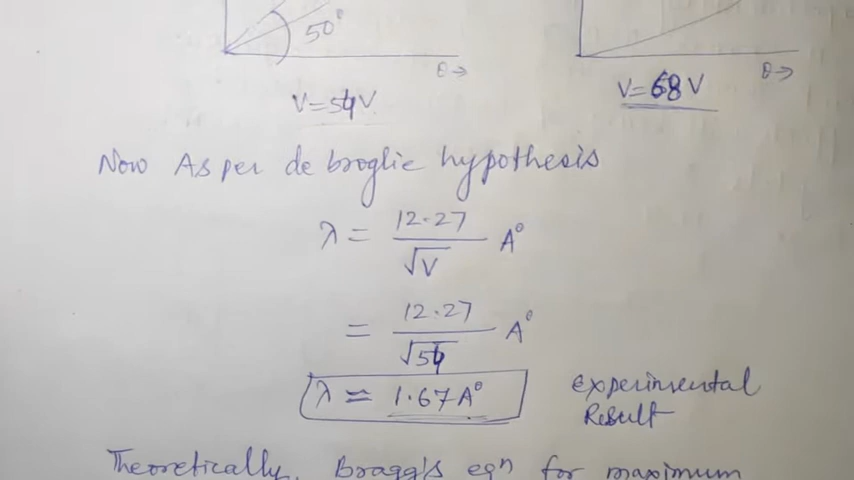 50°
θ→
θ→
V=54V
V=68V
Now As per de broglie hypothesis
λ = 12.27 / √V A°
= 12.27 / √54 A°
λ ≈ 1.67A°
experimental
Result
Theoretically, Bragg's eqn for maximum